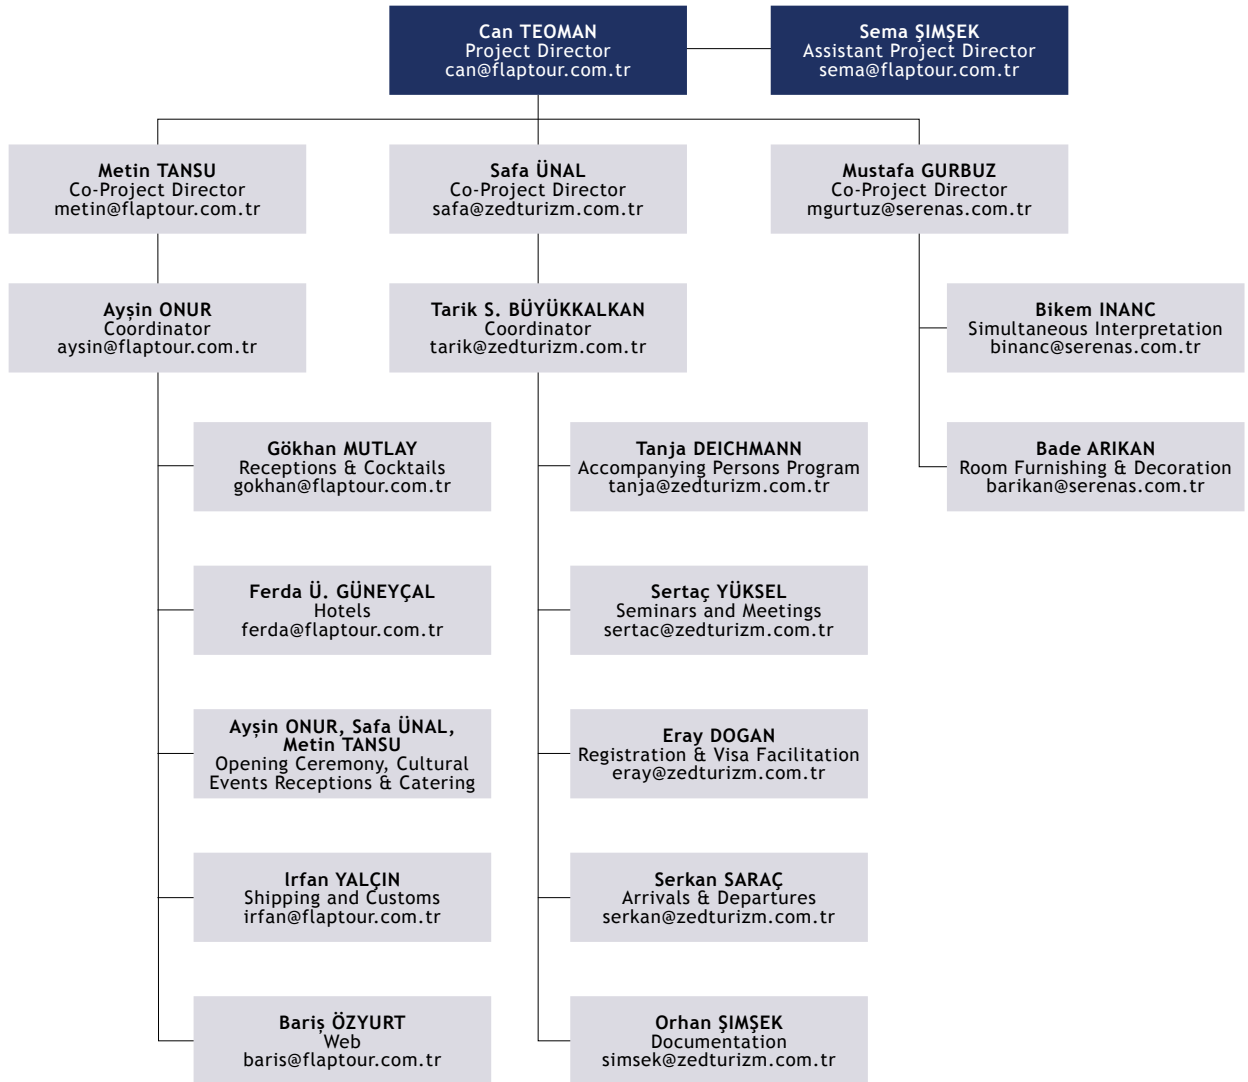 Can TEOMAN
Project Director
can@flaptour.com.tr
Sema ŞIMŞEK
Assistant Project Director
sema@flaptour.com.tr
Metin TANSU
Co-Project Director
metin@flaptour.com.tr
Safa ÜNAL
Co-Project Director
safa@zedturizm.com.tr
Mustafa GURBUZ
Co-Project Director
mgurtuz@serenas.com.tr
Ayşin ONUR
Coordinator
aysin@flaptour.com.tr
Tarik S. BÜYÜKKALKAN
Coordinator
tarik@zedturizm.com.tr
Bikem INANC
Simultaneous Interpretation
binanc@serenas.com.tr
Gökhan MUTLAY
Receptions & Cocktails
gokhan@flaptour.com.tr
Tanja DEICHMANN
Accompanying Persons Program
tanja@zedturizm.com.tr
Bade ARIKAN
Room Furnishing & Decoration
barikan@serenas.com.tr
Ferda Ü. GÜNEYÇAL
Hotels
ferda@flaptour.com.tr
Sertaç YÜKSEL
Seminars and Meetings
sertac@zedturizm.com.tr
Ayşin ONUR, Safa ÜNAL,
Metin TANSU
Opening Ceremony, Cultural
Events Receptions & Catering
Eray DOGAN
Registration & Visa Facilitation
eray@zedturizm.com.tr
Irfan YALÇIN
Shipping and Customs
irfan@flaptour.com.tr
Serkan SARAÇ
Arrivals & Departures
serkan@zedturizm.com.tr
Bariş ÖZYURT
Web
baris@flaptour.com.tr
Orhan ŞIMŞEK
Documentation
simsek@zedturizm.com.tr